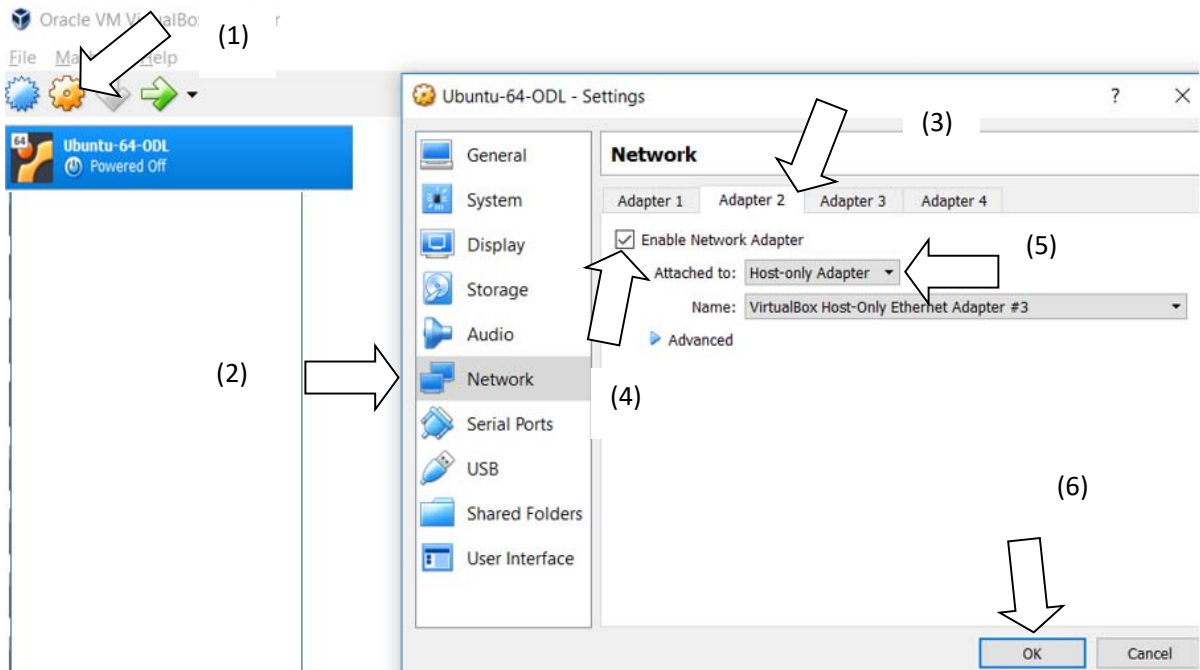 Oracle VM VirtualBo
(1)
File Ma Help
Ubuntu-64-ODL - Settings ? ×
(3)
64 Ubuntu-64-ODL
Powered Off
General
Network
System
Adapter 1 Adapter 2 Adapter 3 Adapter 4
Display
Enable Network Adapter
(5)
Attached to: Host-only Adapter
Storage
Name: VirtualBox Host-Only Ethernet Adapter #3
Audio
Advanced
(2)
Network
(4)
Serial Ports
USB
(6)
Shared Folders
User Interface
OK Cancel